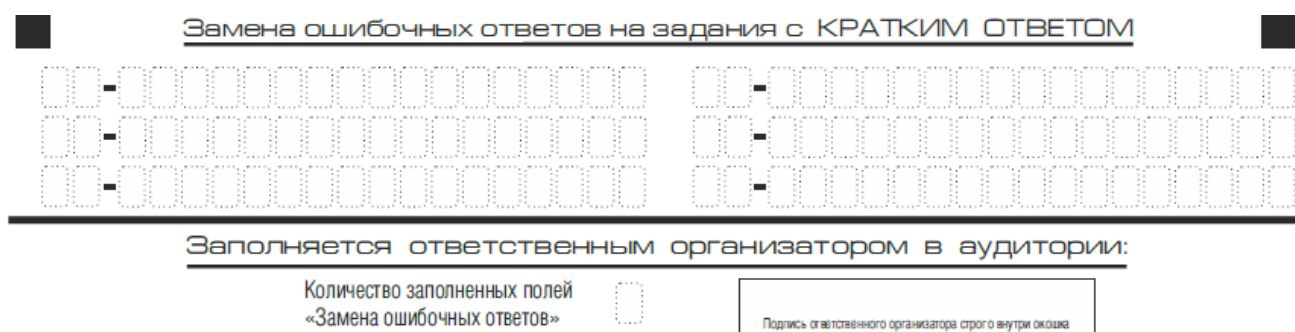 Замена ошибочных ответов на задания с КРАТКИМ ОТВЕТОМ
Заполняется ответственным организатором в аудитории:
Количество заполненных полей
«Замена ошибочных ответов»
Подпись ответственного организатора строго внутри окошка